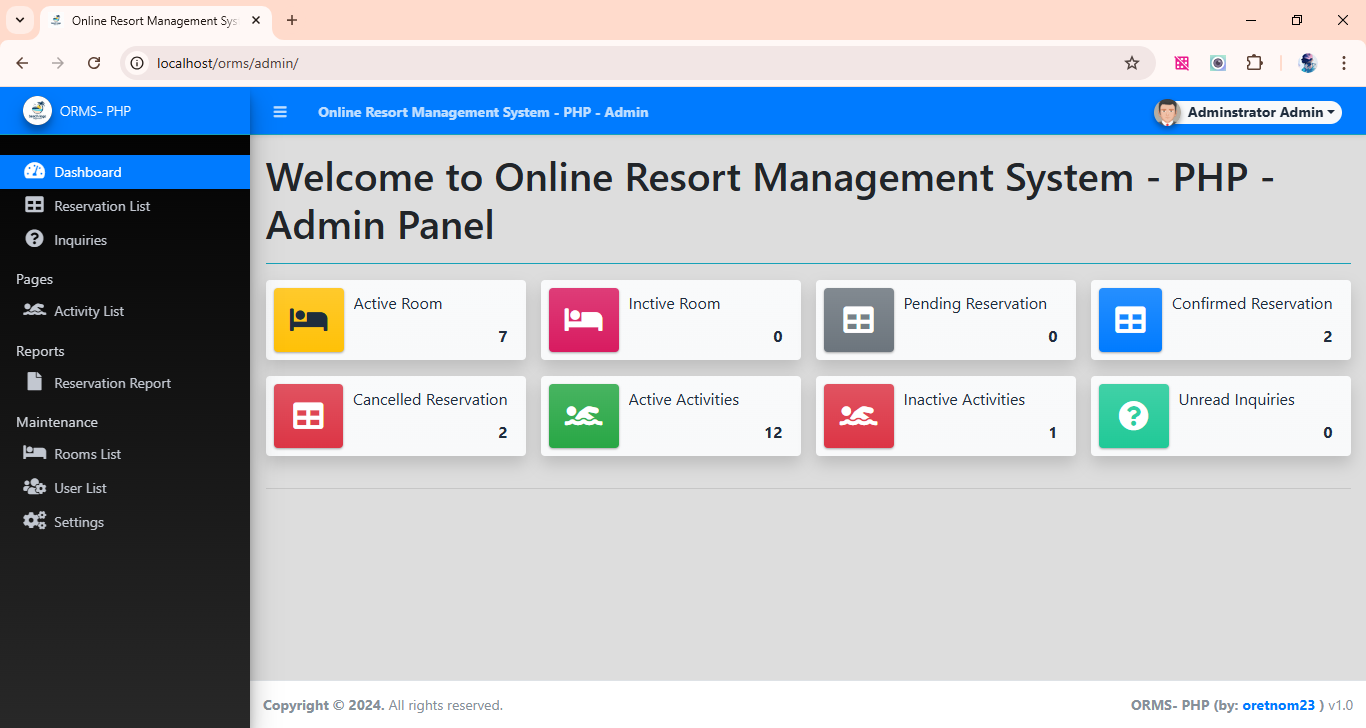 Online Resort Management Sys
localhost/orms/admin/
ORMS- PHP
Online Resort Management System - PHP - Admin
Adminstrator Admin
Dashboard
Reservation List
Inquiries
Pages
Activity List
Reports
Reservation Report
Maintenance
Rooms List
User List
Settings
Welcome to Online Resort Management System - PHP -
Admin Panel
Active Room
7
Inctive Room
0
Pending Reservation
0
Confirmed Reservation
2
Cancelled Reservation
2
Active Activities
12
Inactive Activities
1
Unread Inquiries
0
Copyright © 2024. All rights reserved.
ORMS- PHP (by: oretnom23 ) v1.0